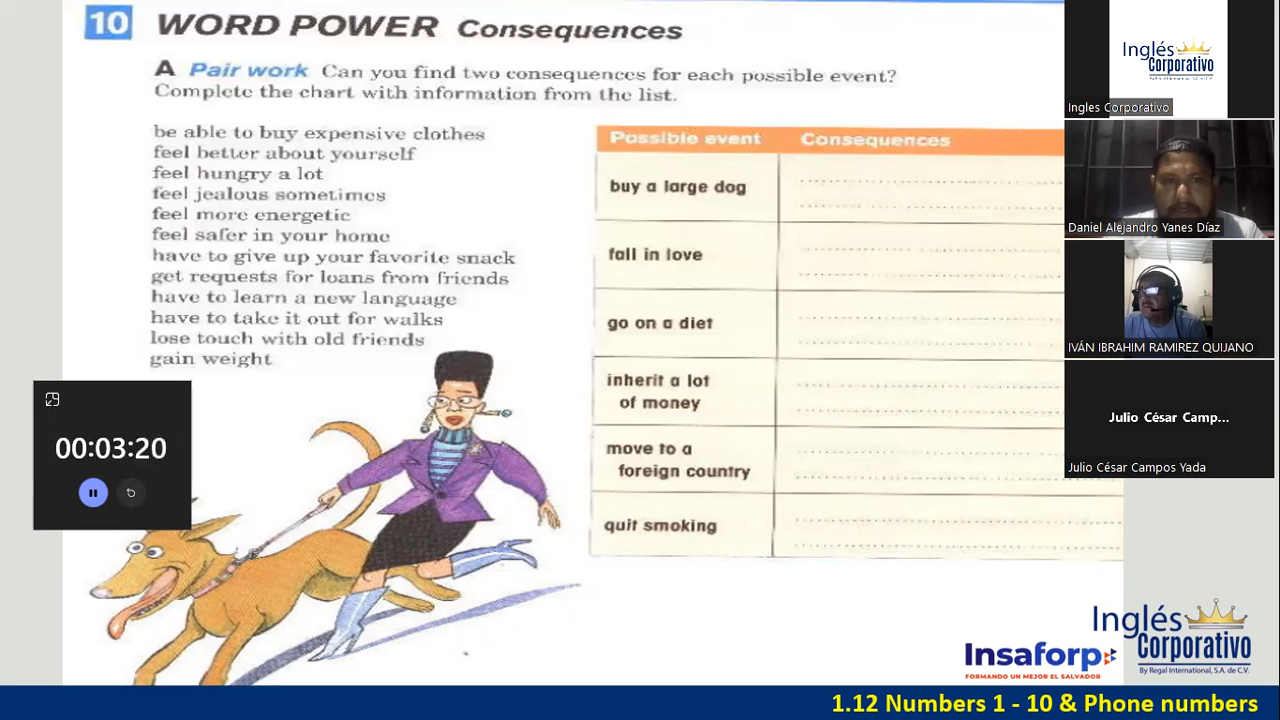 10 WORD POWER Consequences
A Pair work Can you find two consequences for each possible event?
Complete the chart with information from the list.
be able to buy expensive clothes
feel better about yourself
feel hungry a lot
feel jealous sometimes
feel more energetic
feel safer in your home
have to give up your favorite snack
get requests for loans from friends
have to learn a new language
have to take it out for walks
lose touch with old friends
gain weight
Possible event Consequences
buy a large dog
fall in love
go on a diet
inherit a lot
of money
move to a
foreign country
quit smoking
00:03:20
Inglés
Corporativo
Ingles Corporativo
Daniel Alejandro Yanes Díaz
IVÁN IBRAHIM RAMIREZ QUIJANO
Julio César Camp...
Julio César Campos Yada
Insaforp
FORMANDO UN MEJOR EL SALVADOR
Inglés
Corporativo
By Regal International, S.A. de C.V.
1.12 Numbers 1 - 10 & Phone numbers